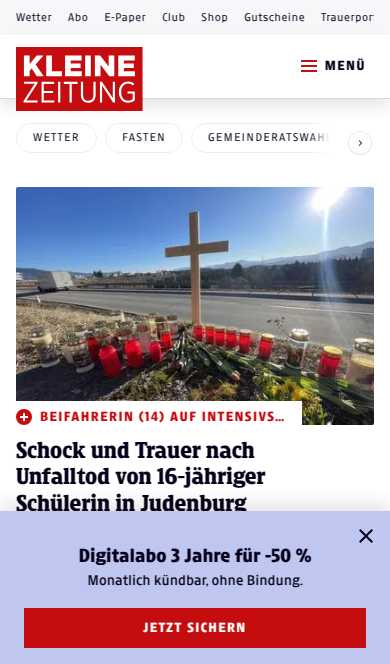 Wetter Abo E-Paper Club Shop Gutscheine Trauerport
KLEINE
ZEITUNG
MENÜ
WETTER FASTEN GEMEINDERATSWAH
BEIFAHRERIN (14) AUF INTENSIVS…
Schock und Trauer nach
Unfalltod von 16-jähriger
Schülerin in Judenburg
Digitalabo 3 Jahre für -50 %
Monatlich kündbar, ohne Bindung.
JETZT SICHERN